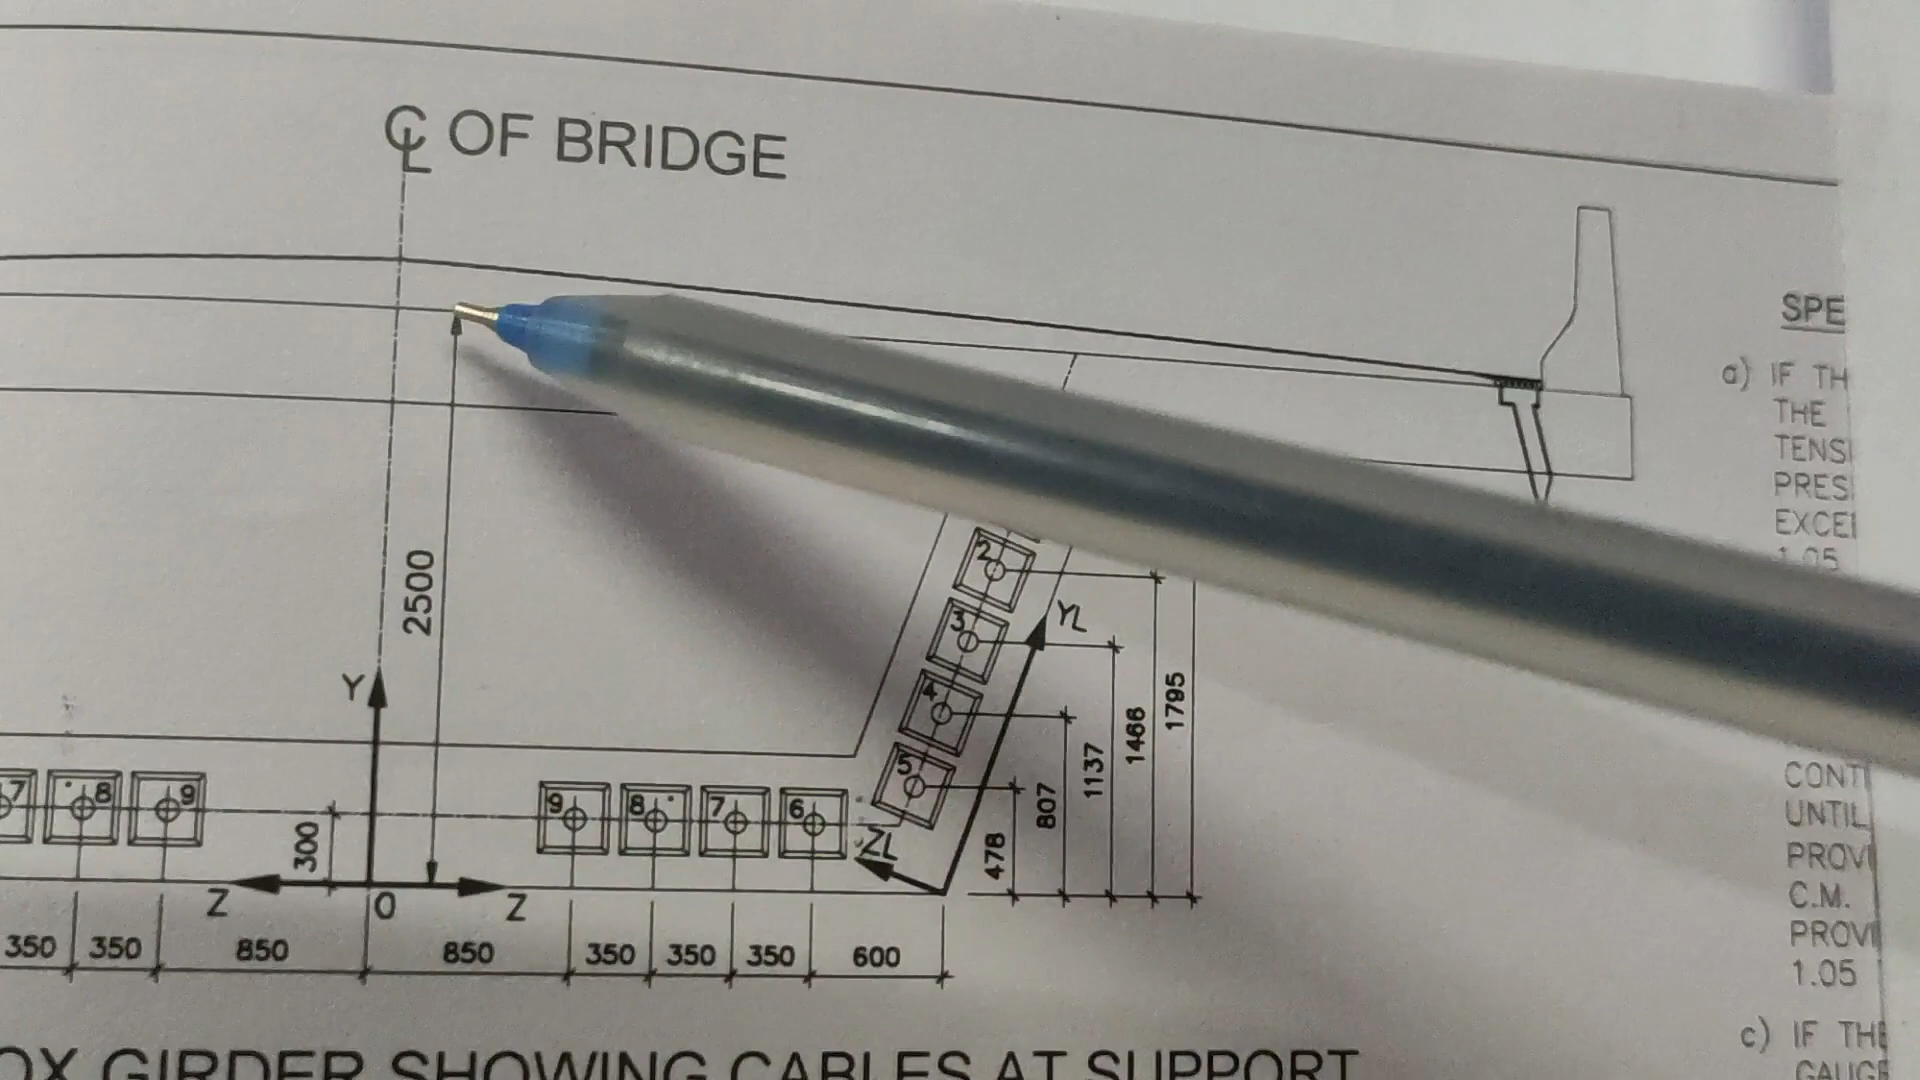 ℄ OF BRIDGE
SPE
a) IF TH
THE
TENS
PRES
EXCE
1.05
2
3
YL
4
5
2500
Y
1795
1466
1137
807
478
7
8
9
9
8
7
6
ZL
300
Z
O
Z
350
350
850
850
350
350
350
600
CONT
UNTIL
PROV
C.M.
PROV
1.05
c) IF THE
GAUGE
OX GIRDER SHOWING CABLES AT SUPPORT